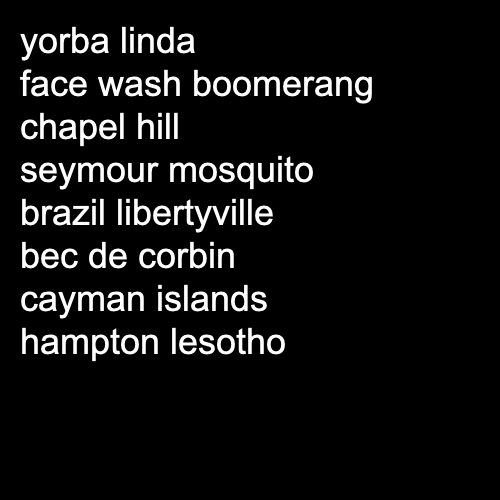 yorba linda
face wash boomerang
chapel hill
seymour mosquito
brazil libertyville
bec de corbin
cayman islands
hampton lesotho